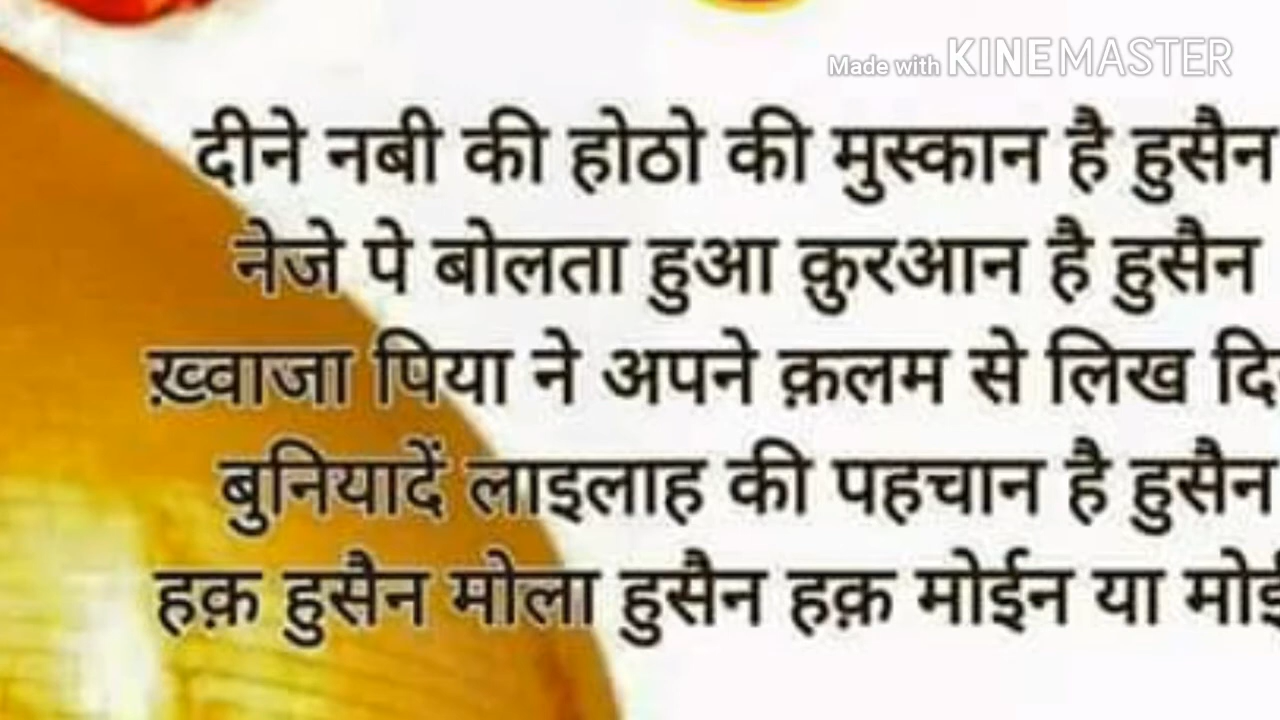 Made with KINEMASTER
दीने नबी की होठो की मुस्कान है हुसैन
नेजे पे बोलता हुआ क़ुरआन है हुसैन
ख़्वाजा पिया ने अपने क़लम से लिख
बुनियादें लाइलाह की पहचान है हुसैन
हक़ हुसैन मोला हुसैन हक़ मोईन या